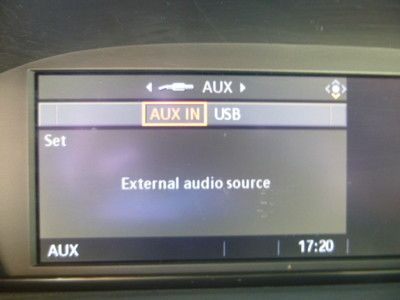 AUX
AUX IN USB
Set
External audio source
AUX 17:20